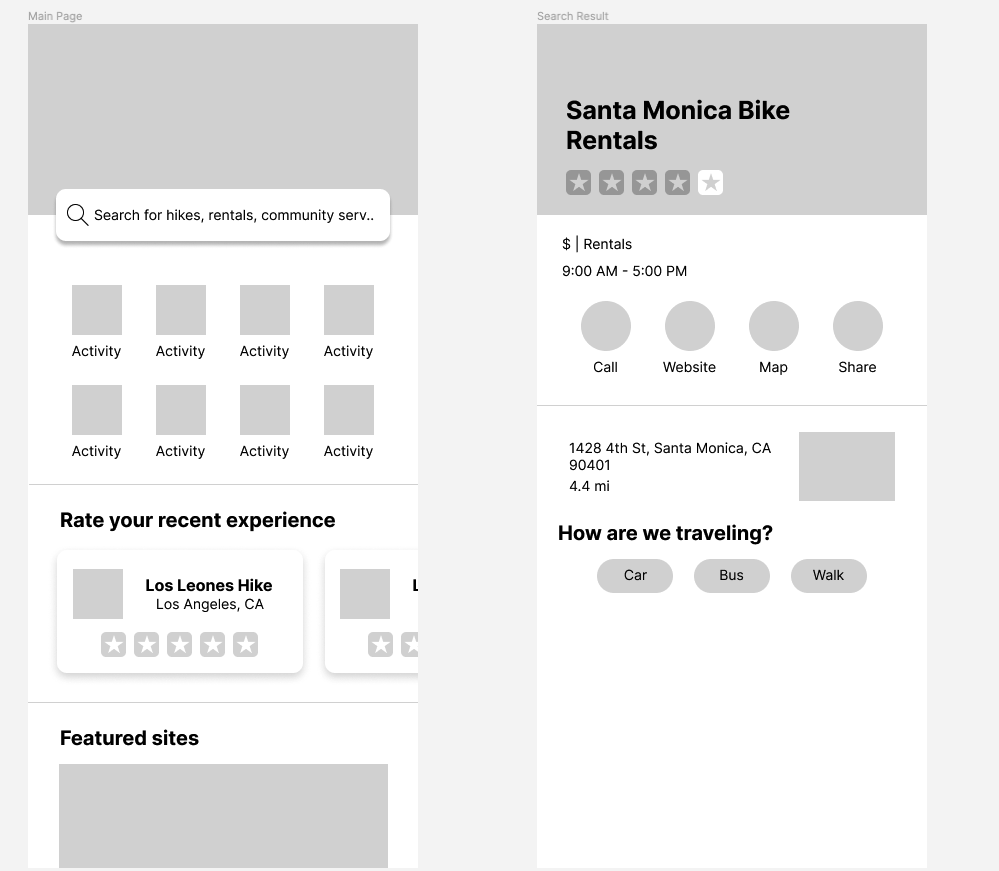 Main Page
Search for hikes, rentals, community serv..
Activity Activity Activity Activity
Activity Activity Activity Activity
Rate your recent experience
Los Leones Hike
Los Angeles, CA
L
Featured sites
Search Result
Santa Monica Bike
Rentals
$ | Rentals
9:00 AM - 5:00 PM
Call Website Map Share
1428 4th St, Santa Monica, CA
90401
4.4 mi
How are we traveling?
Car Bus Walk